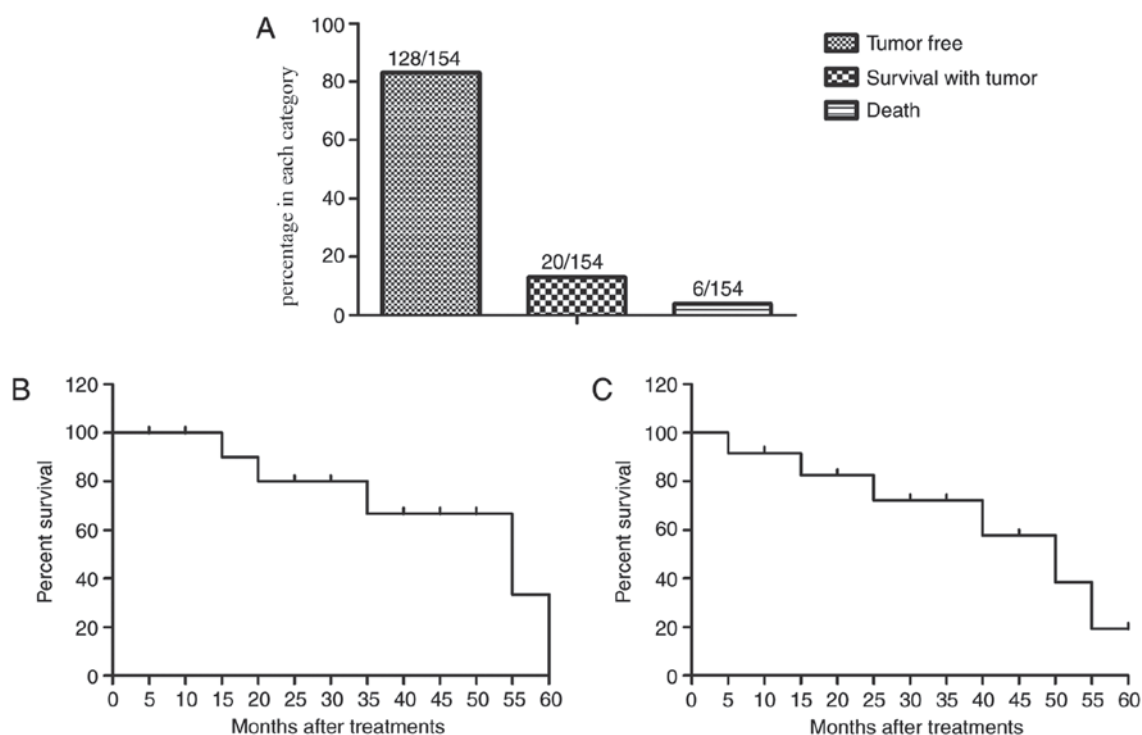 A
percentage in each category
100
80
60
40
20
0
128/154
20/154
6/154
Tumor free
Survival with tumor
Death
B
Percent survival
120
100
80
60
40
20
0
0 5 10 15 20 25 30 35 40 45 50 55 60
Months after treatments
C
Percent survival
120
100
80
60
40
20
0
0 5 10 15 20 25 30 35 40 45 50 55 60
Months after treatments